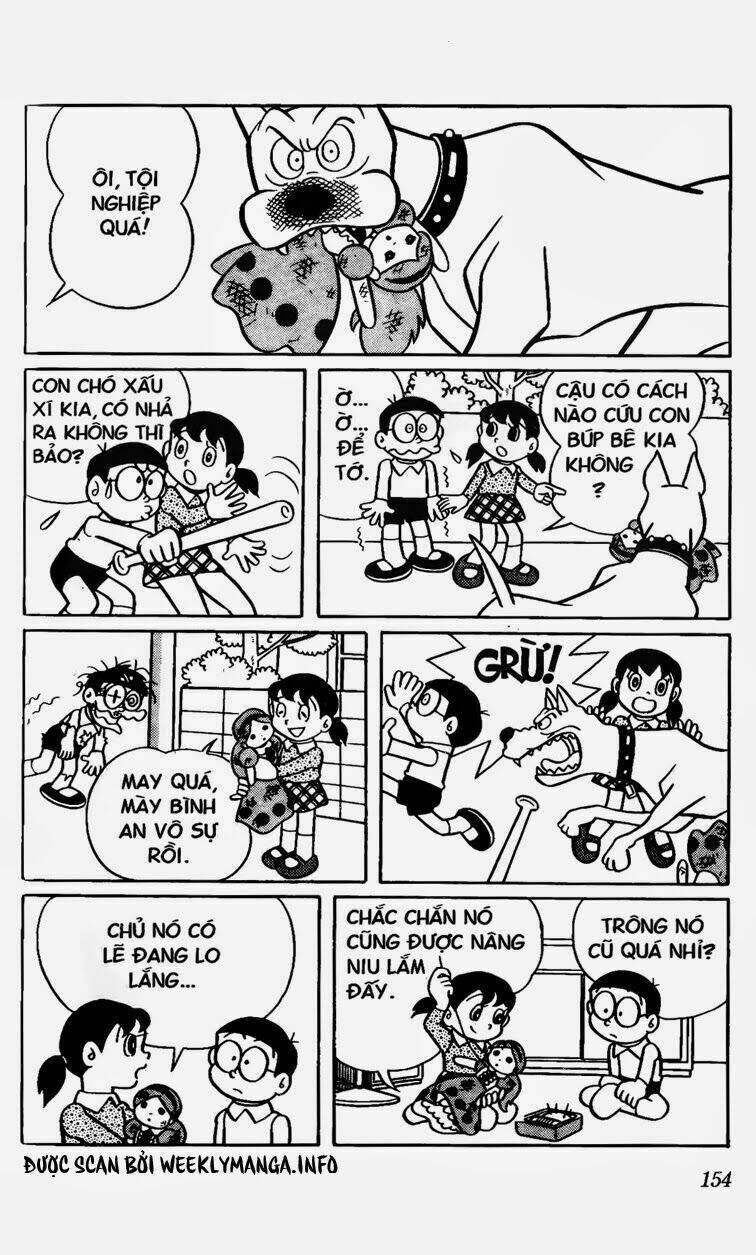 ÔI, TỘI
NGHIỆP
QUÁ!
CẬU CÓ CÁCH
NÀO CỨU CON
BÚP BÊ KIA
KHÔNG
?
Ờ...
Ờ...
ĐỂ
TỚ.
CON CHÓ XẤU
XÍ KIA, CÓ NHẢ
RA KHÔNG THÌ
BẢO?
GRỪ!
MAY QUÁ,
MÀY BÌNH
AN VÔ SỰ
RỒI.
TRÔNG NÓ
CŨ QUÁ NHỈ?
CHẮC CHẮN NÓ
CŨNG ĐƯỢC NÂNG
NIU LẮM
ĐẤY.
CHỦ NÓ CÓ
LẼ ĐANG LO
LẮNG...
ĐƯỢC SCAN BỞI WEEKLYMANGA.INFO
154